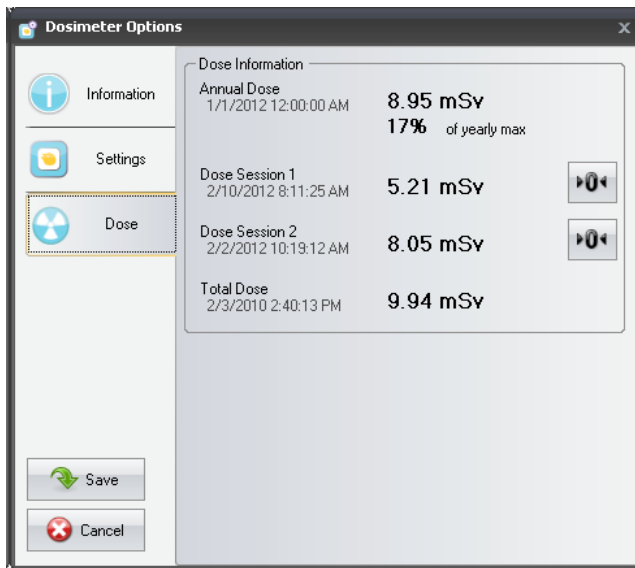 Dosimeter Options
x
Information
Settings
Dose
Save
Cancel
Dose Information
Annual Dose
1/1/2012 12:00:00 AM
8.95 mSv
17% of yearly max
Dose Session 1
2/10/2012 8:11:25 AM
5.21 mSv
0
Dose Session 2
2/2/2012 10:19:12 AM
8.05 mSv
0
Total Dose
2/3/2010 2:40:13 PM
9.94 mSv